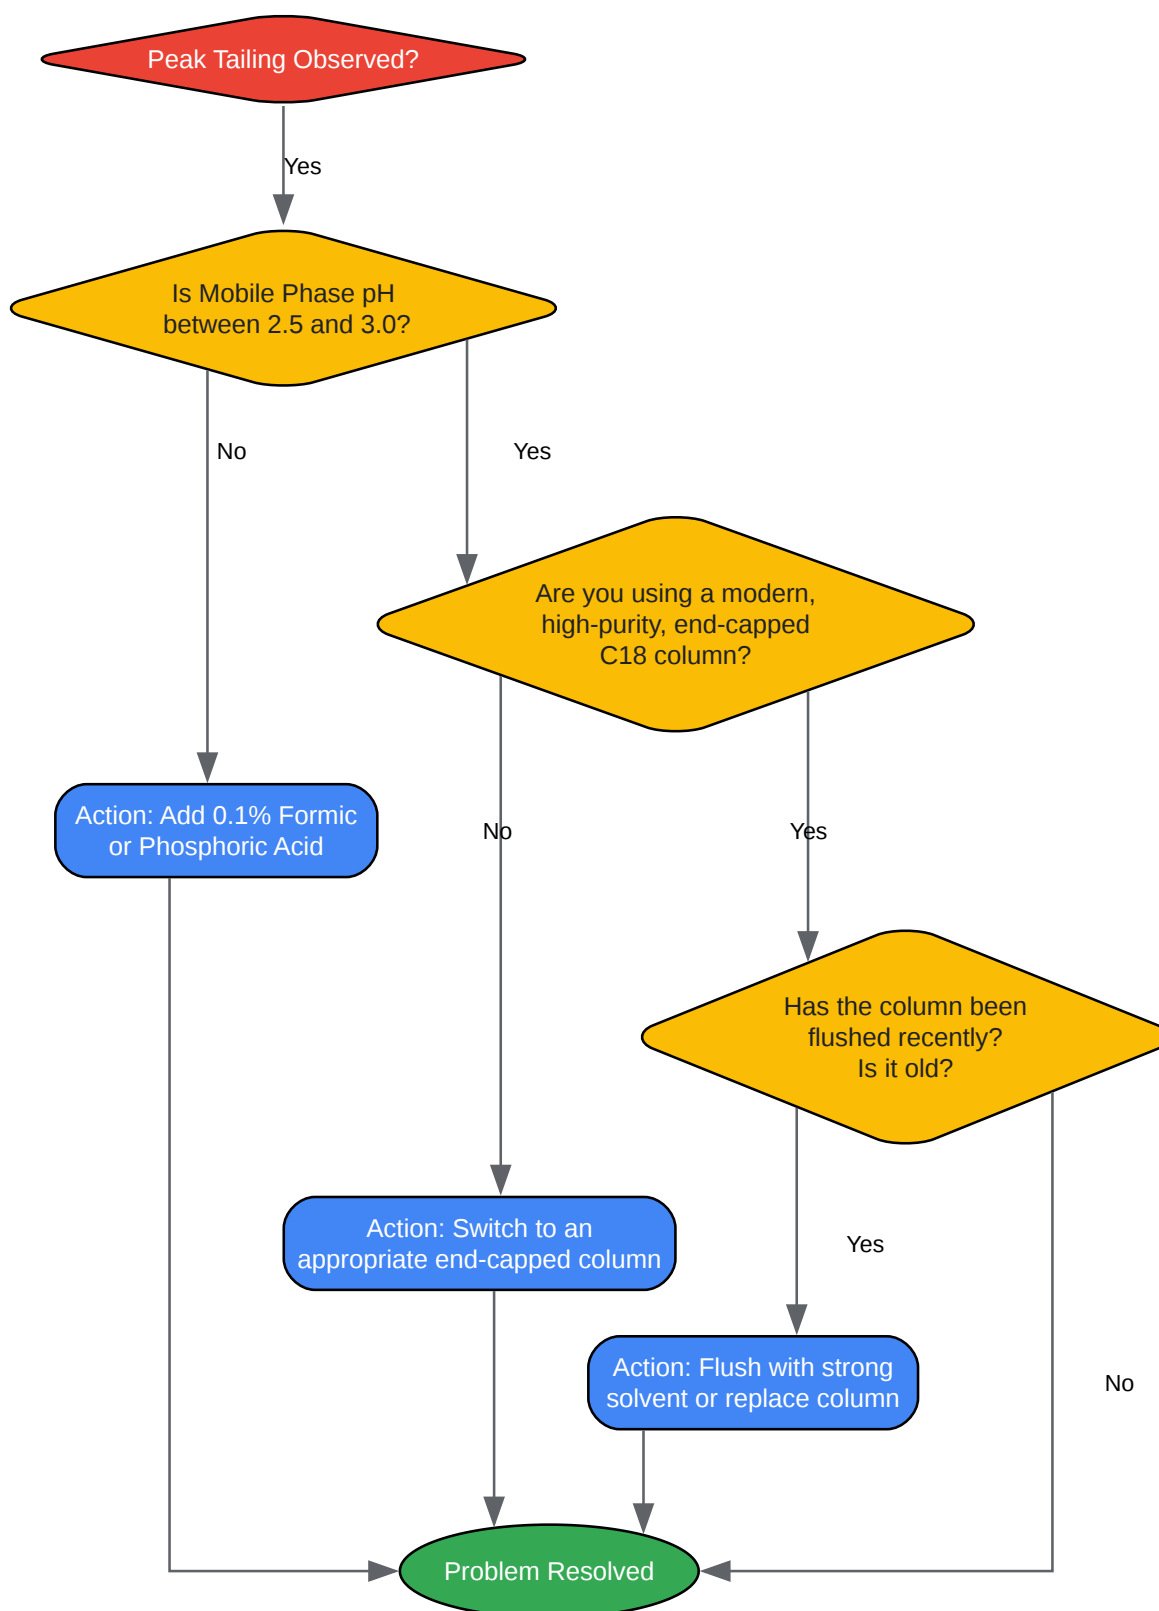 Peak Tailing Observed?
Yes
Is Mobile Phase pH
between 2.5 and 3.0?
No
Yes
Are you using a modern,
high-purity, end-capped
C18 column?
Action: Add 0.1% Formic
or Phosphoric Acid
No
Yes
Has the column been
flushed recently?
Is it old?
Action: Switch to an
appropriate end-capped column
Yes
Action: Flush with strong
solvent or replace column
No
Problem Resolved